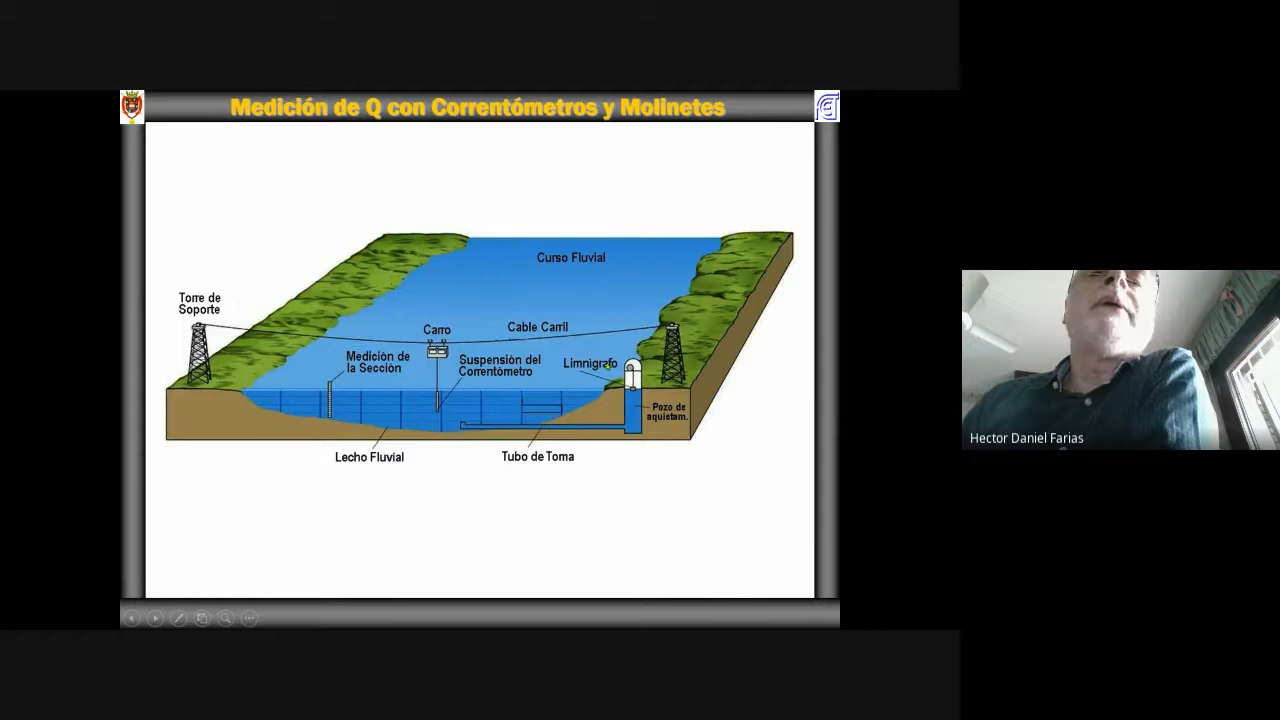 Medición de Q con Correntómetros y Molinetes
Curso Fluvial
Torre de
Soporte
Carro
Cable Carril
Medición de
la Sección
Suspensión del
Correntómetro
Limnígrafo
Pozo de
aquietam.
Lecho Fluvial
Tubo de Toma
Hector Daniel Farias